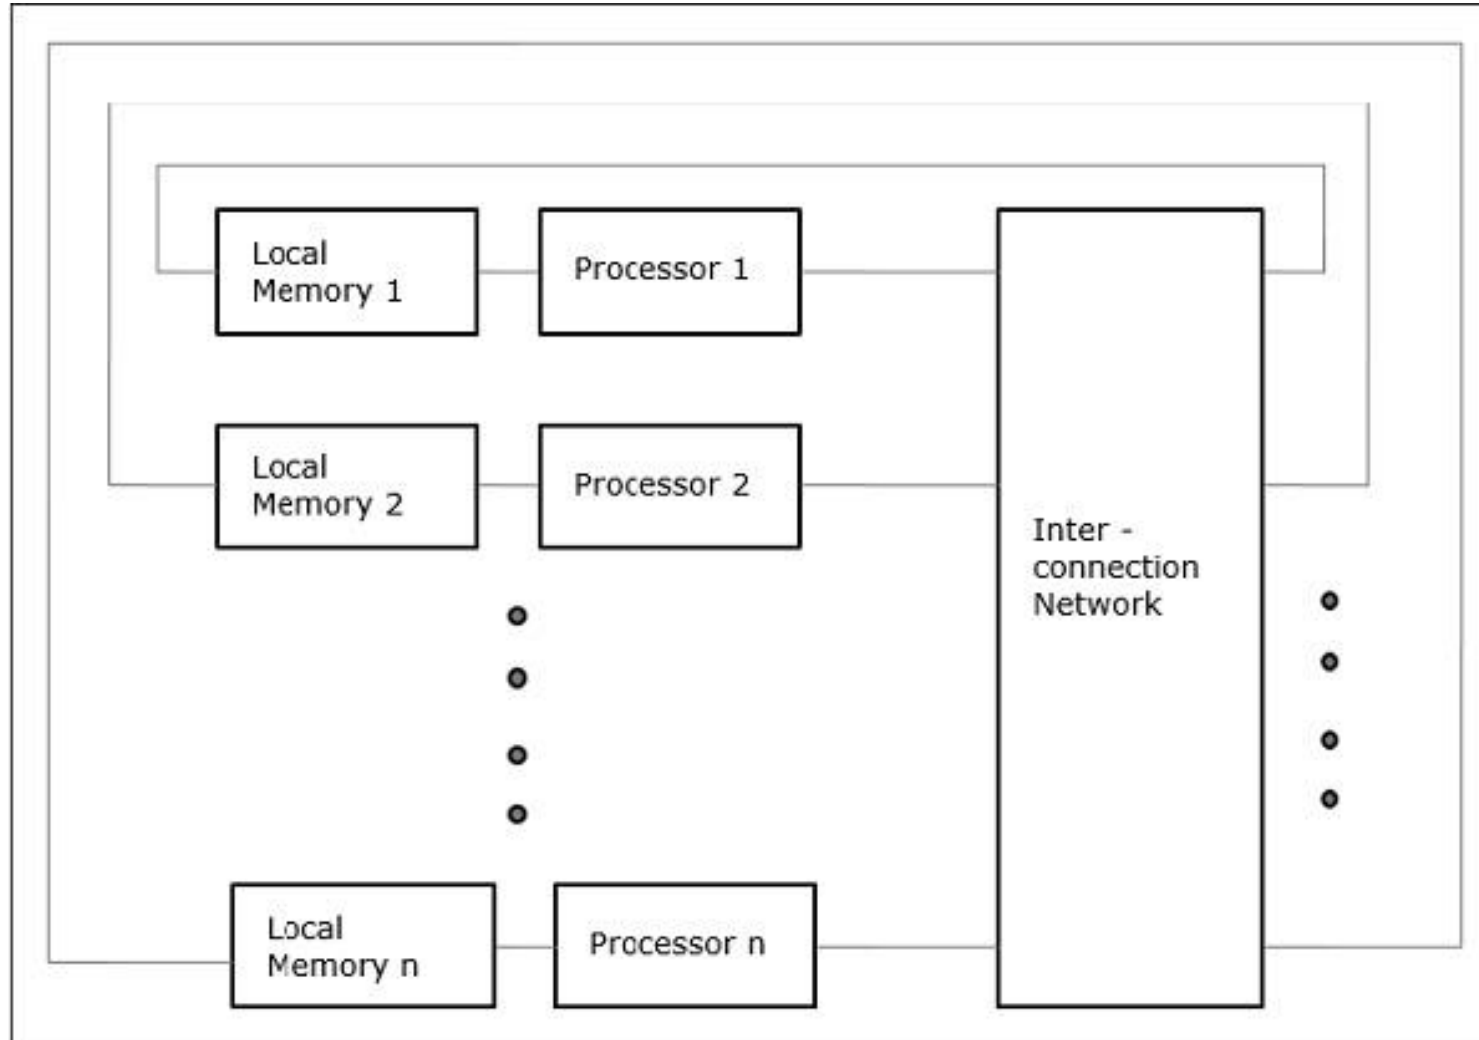 Local
Memory 1
Processor 1
Local
Memory 2
Processor 2
Inter -
connection
Network
Local
Memory n
Processor n